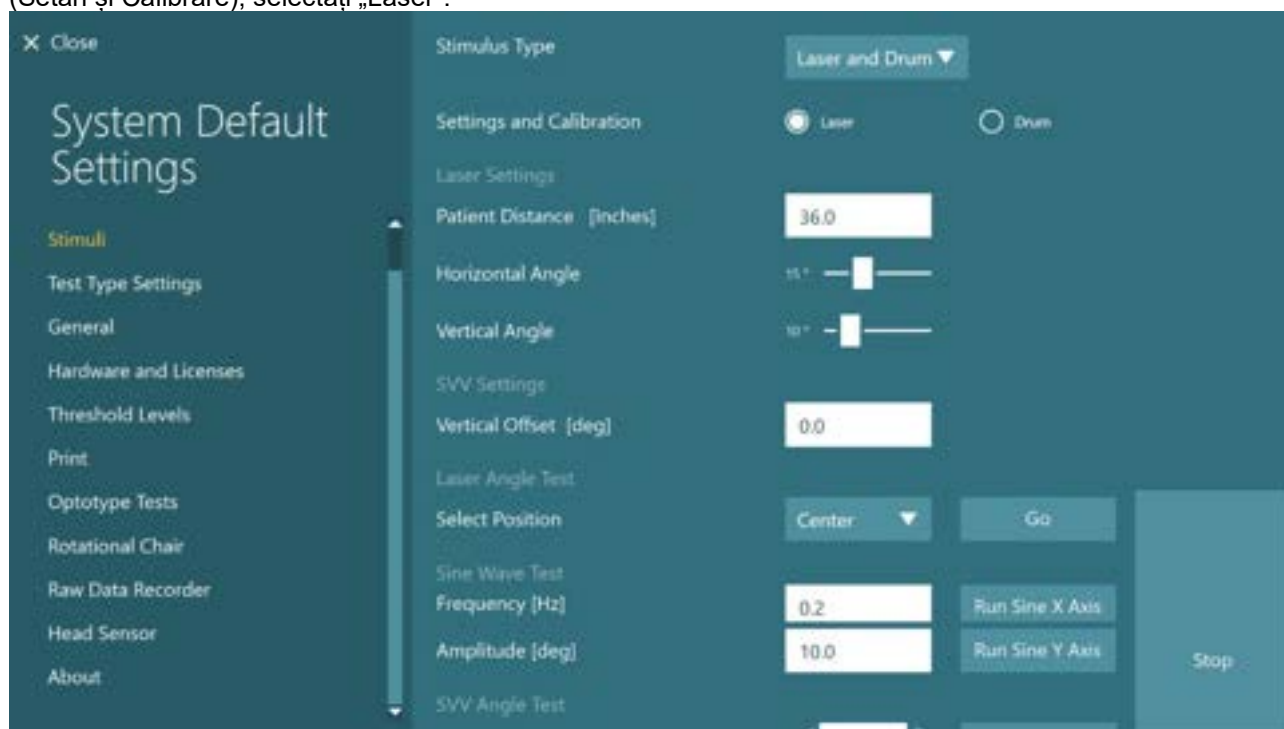 (Setări și Calibrare), selectați „Laser”.
Close
System Default
Settings
Stimuli
Test Type Settings
General
Hardware and Licenses
Threshold Levels
Print
Optotype Tests
Rotational Chair
Raw Data Recorder
Head Sensor
About
Stimulus Type
Laser and Drum
Settings and Calibration
Laser
Drum
Laser Settings
Patient Distance [inches]
36.0
Horizontal Angle
15 °
Vertical Angle
10 °
SVV Settings
Vertical Offset [deg]
0.0
Laser Angle Test
Select Position
Center
Go
Sine Wave Test
Frequency [Hz]
0.2
Run Sine X Axis
Amplitude [deg]
10.0
Run Sine Y Axis
Stop
SVV Angle Test